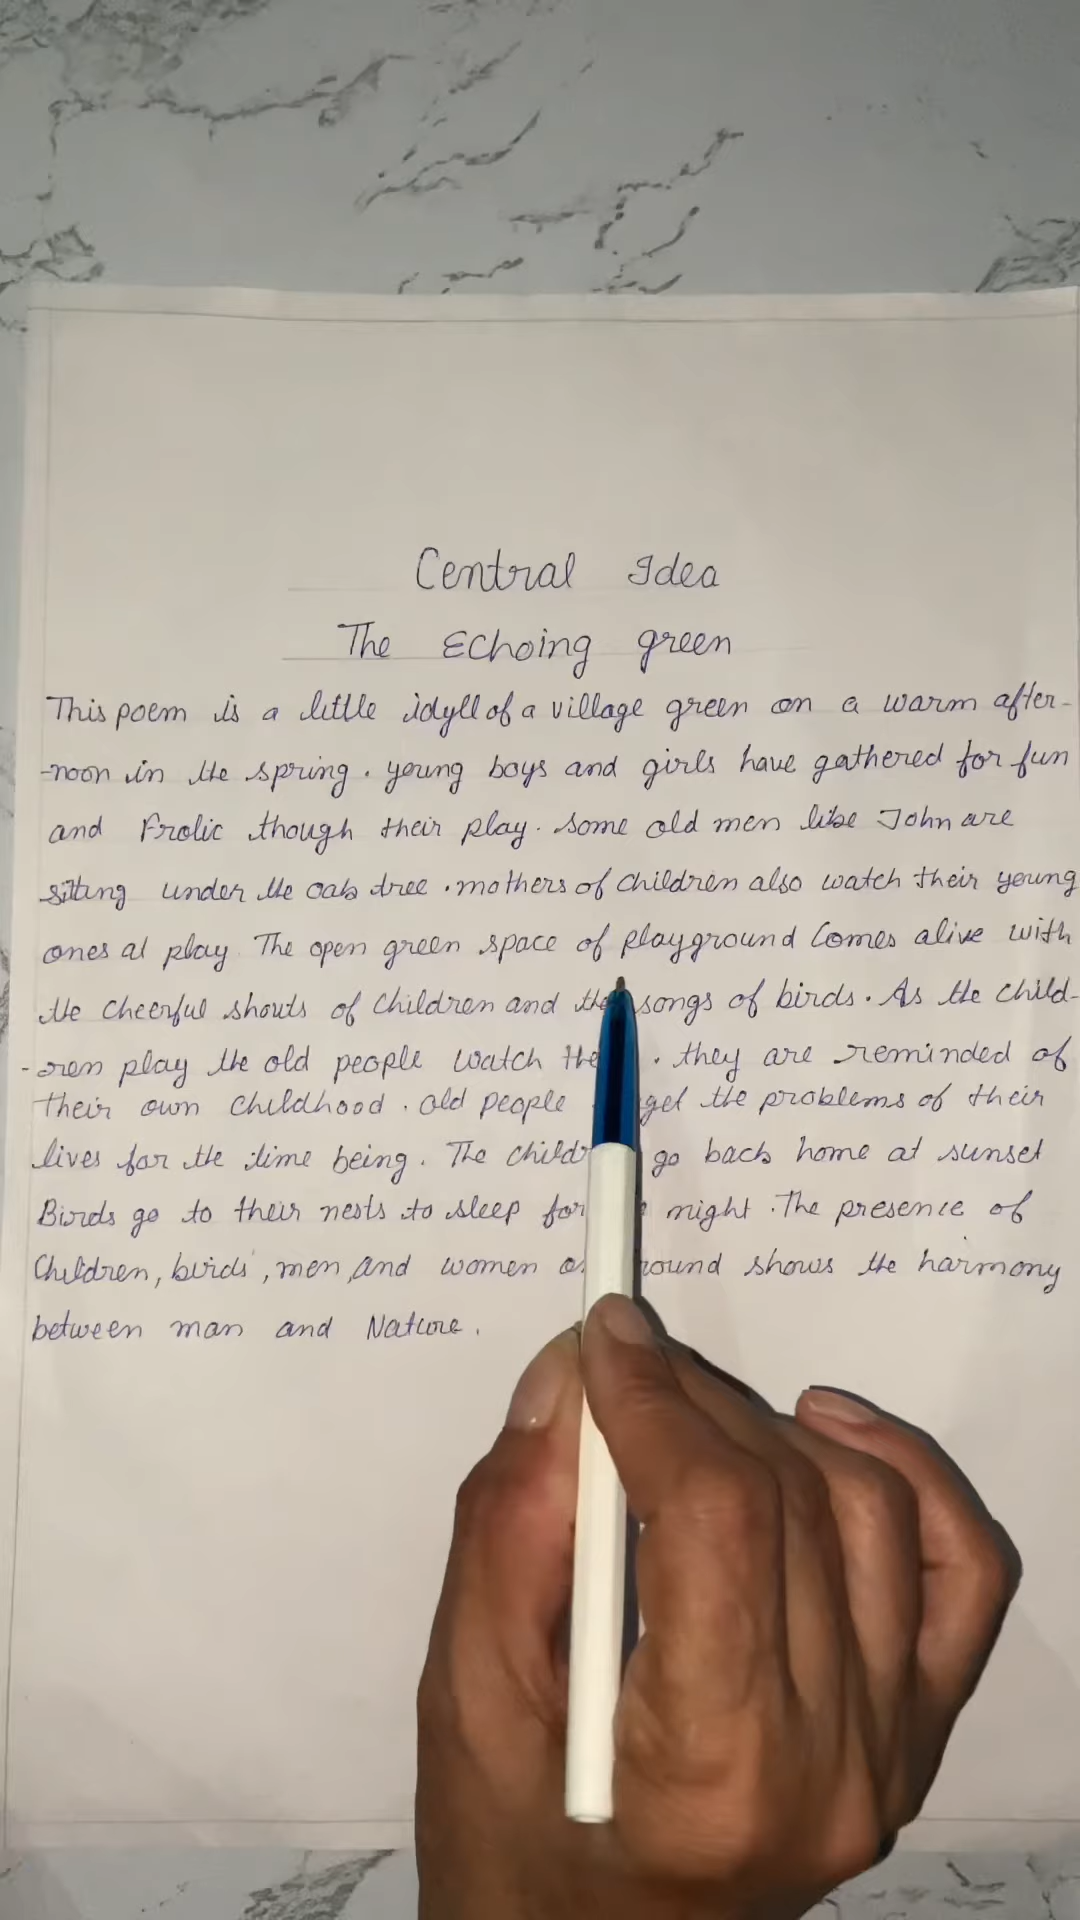 Central Idea
The Echoing green
This poem is a little idyll of a village green on a warm after-
-noon in the spring. young boys and girls have gathered for fun
and Frolic though their play. Some old men like John are
sitting under the oak tree. mothers of children also watch their young
ones at play. The open green space of playground Comes alive with
the cheerful shouts of children and the songs of birds. As the child-
-ren play the old people watch . they are reminded of
their own childhood. old people the problems of their
lives for the time being. The go back home at sunset
Birds go to their nests to sleep for night. The presence of
Children, birds, men, and women shows the harmony
between man and Nature.